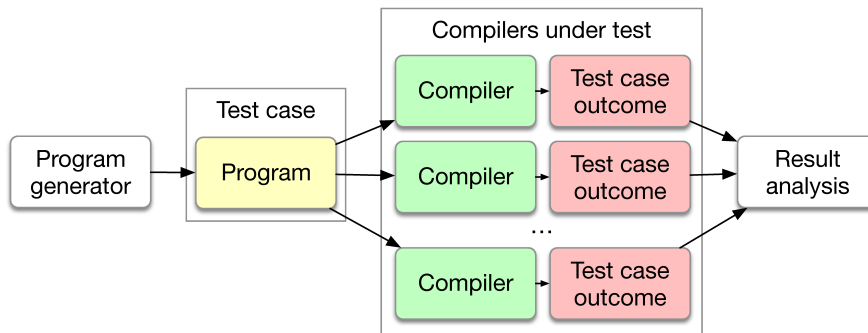 Compilers under test
Test case
Program
generator
Program
Compiler
Test case
outcome
Compiler
Test case
outcome
...
Compiler
Test case
outcome
Result
analysis